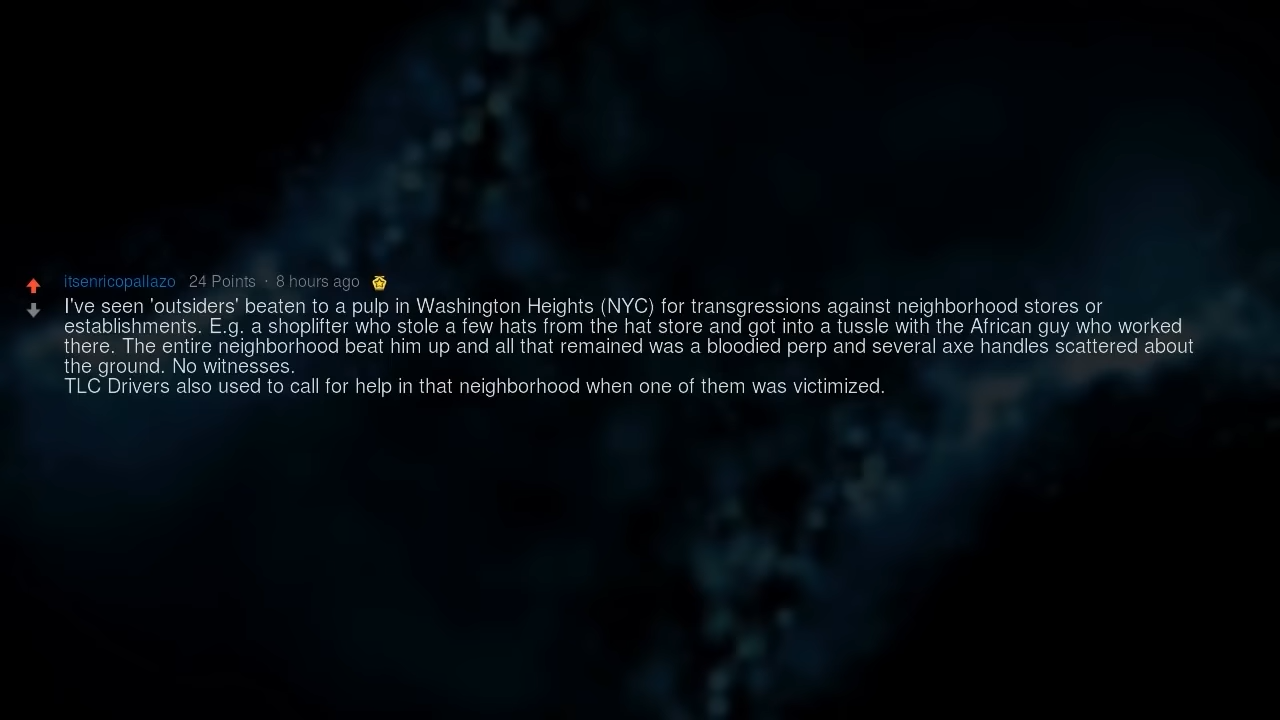 itsenricopallazo 24 Points · 8 hours ago
I've seen 'outsiders' beaten to a pulp in Washington Heights (NYC) for transgressions against neighborhood stores or
establishments. E.g. a shoplifter who stole a few hats from the hat store and got into a tussle with the African guy who worked
there. The entire neighborhood beat him up and all that remained was a bloodied perp and several axe handles scattered about
the ground. No witnesses.
TLC Drivers also used to call for help in that neighborhood when one of them was victimized.